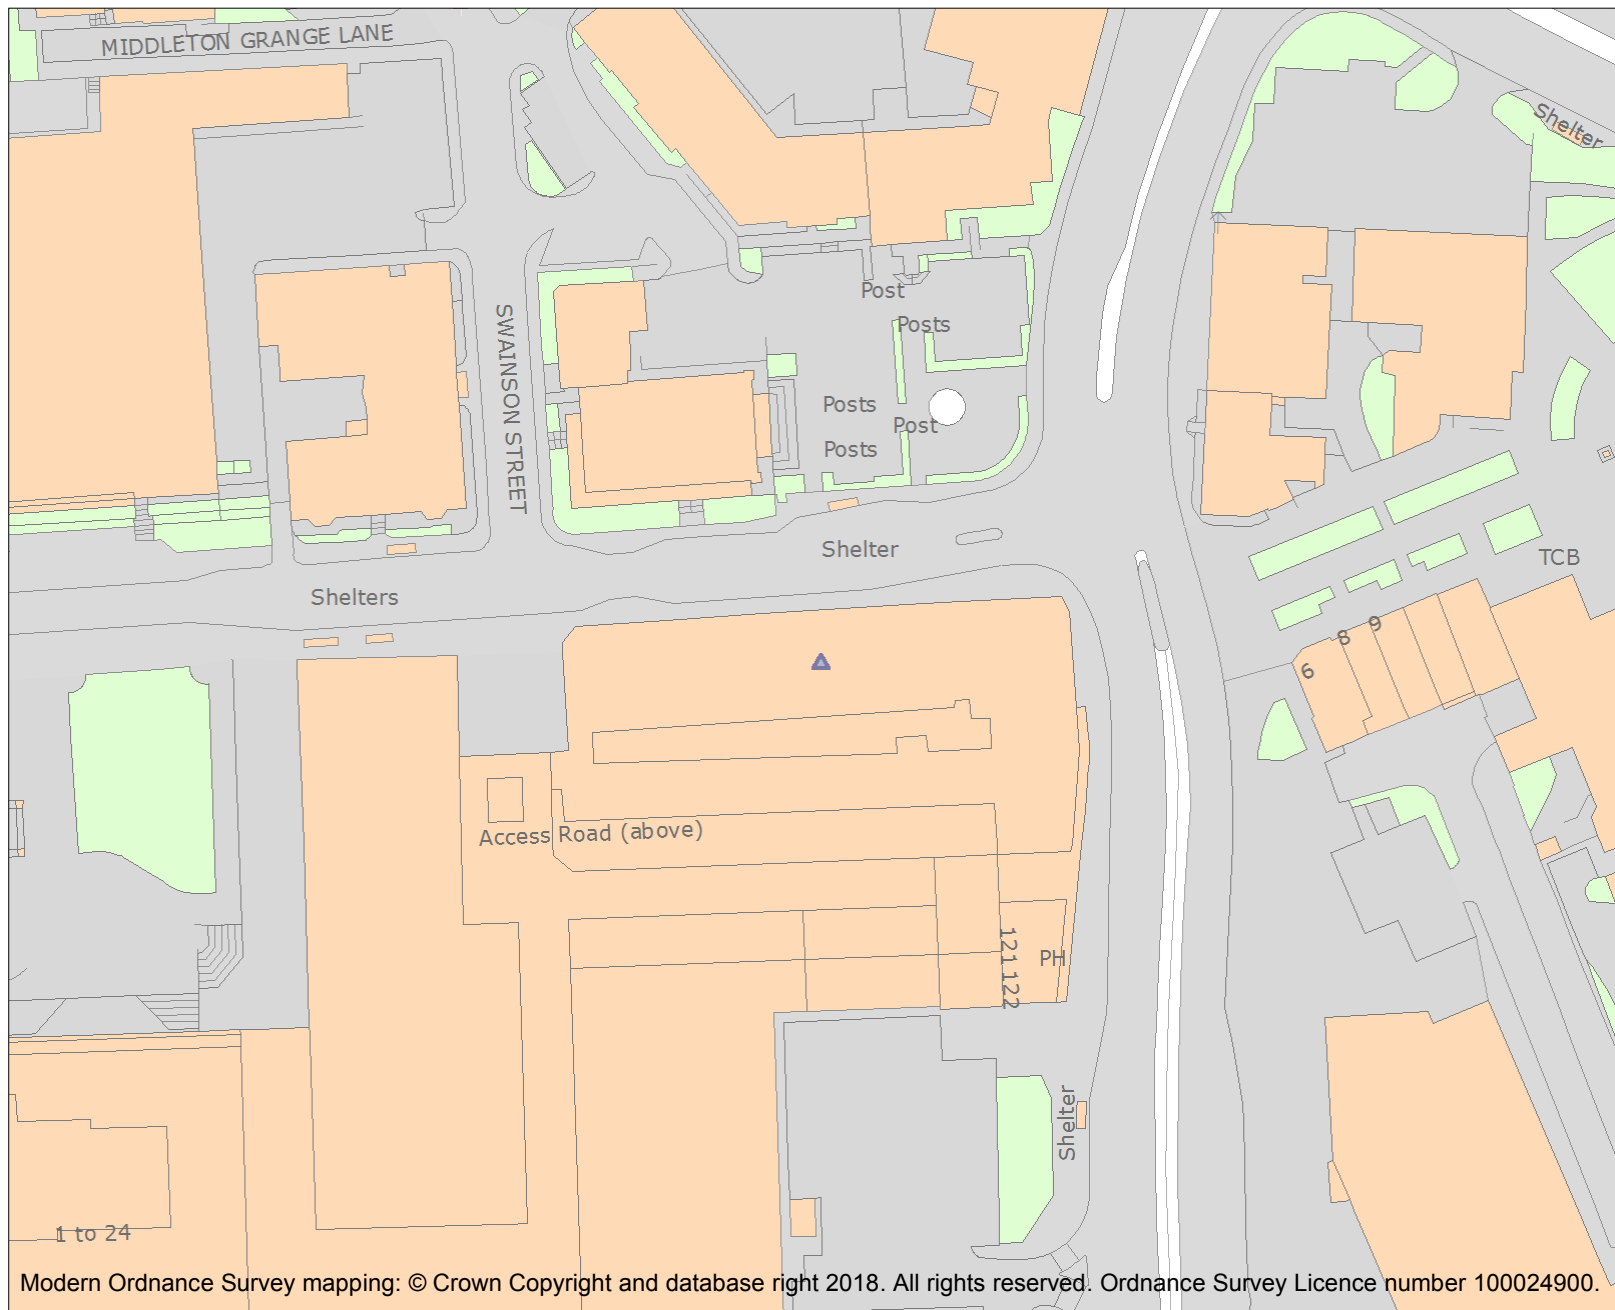 MIDDLETON GRANGE LANE
Shelter
SWAINSON STREET
Post
Posts
Posts
Post
Posts
Shelter
TCB
Shelters
6
8
9
Access Road (above)
121
122
PH
Shelter
1 to 24
Modern Ordnance Survey mapping: © Crown Copyright and database right 2018. All rights reserved. Ordnance Survey Licence number 100024900.